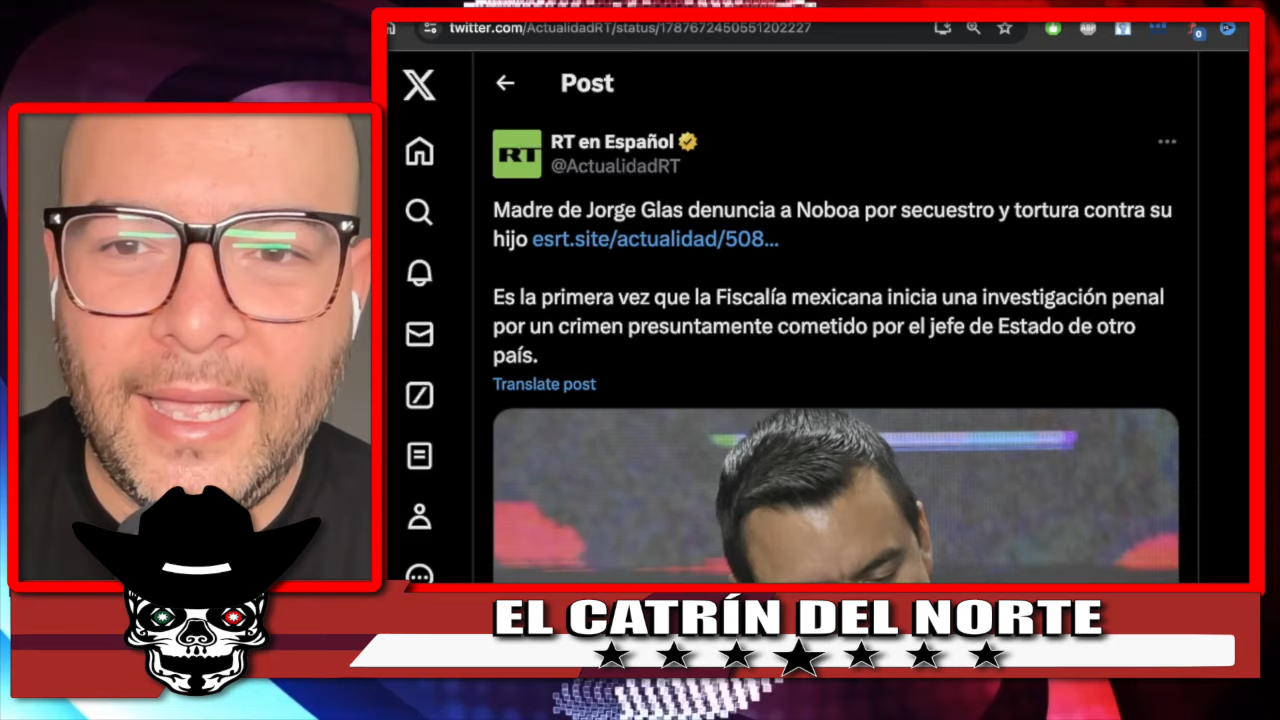 twitter.com/ActualidadRT/status/1787672450551202227
Post
RT
RT en Español
@ActualidadRT
Madre de Jorge Glas denuncia a Noboa por secuestro y tortura contra su
hijo esrt.site/actualidad/508...
Es la primera vez que la Fiscalía mexicana inicia una investigación penal
por un crimen presuntamente cometido por el jefe de Estado de otro
país.
Translate post
EL CATRÍN DEL NORTE